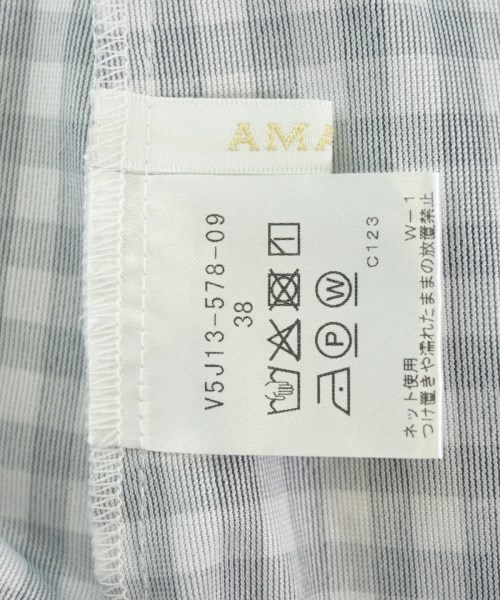 AMA
V5J13-578-09
38
P W
C123
W-1
ネット使用
つけ置きや濡れたままの放置禁止